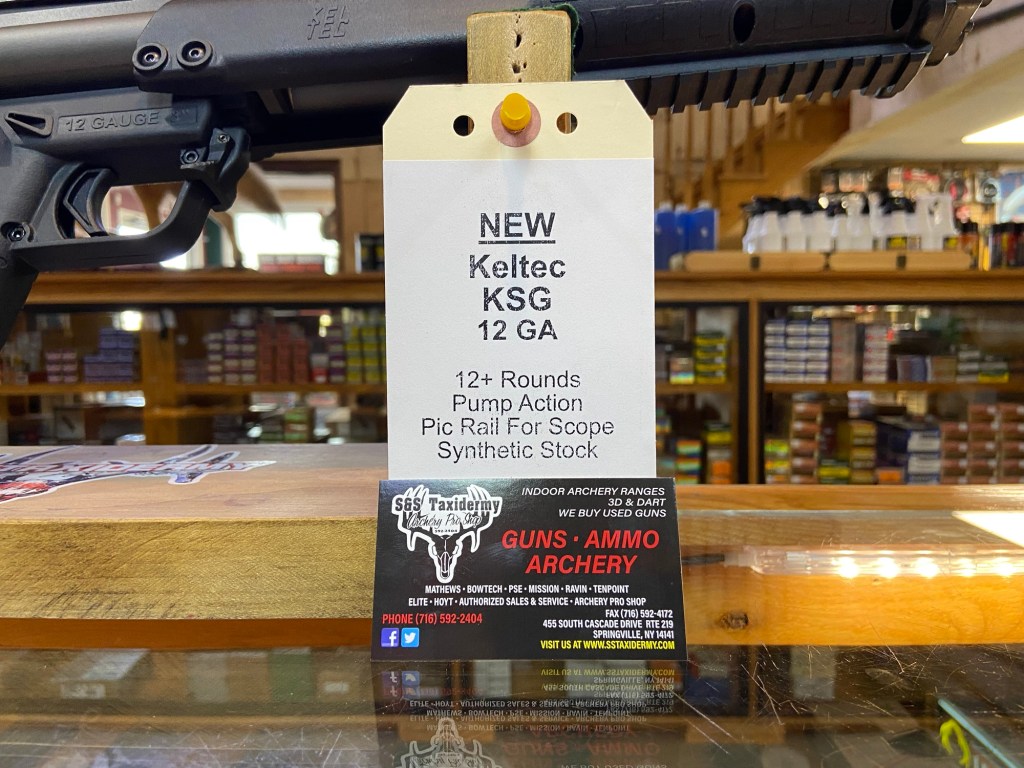 KEL
TEC
12 GAUGE
NEW
Keltec
KSG
12 GA
12+ Rounds
Pump Action
Pic Rail For Scope
Synthetic Stock
S&S Taxidermy
Archery Pro Shop
INDOOR ARCHERY RANGES
3D & DART
WE BUY USED GUNS
GUNS · AMMO
ARCHERY
MATHEWS • BOWTECH • PSE • MISSION • RAVIN • TENPOINT
ELITE • HOYT • AUTHORIZED SALES & SERVICE • ARCHERY PRO SHOP
PHONE (716) 592-2404
FAX (716) 592-4172
455 SOUTH CASCADE DRIVE RTE 219
SPRINGVILLE, NY 14141
VISIT US AT WWW.SSTAXIDERMY.COM